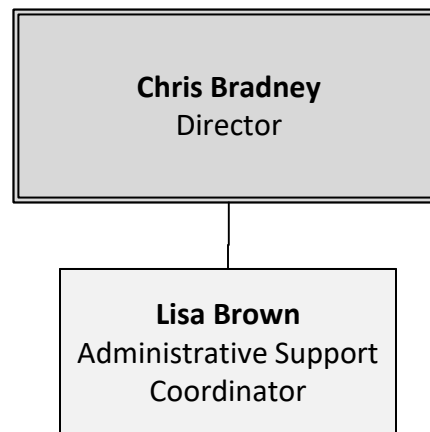 Chris Bradney
Director
Lisa Brown
Administrative Support
Coordinator